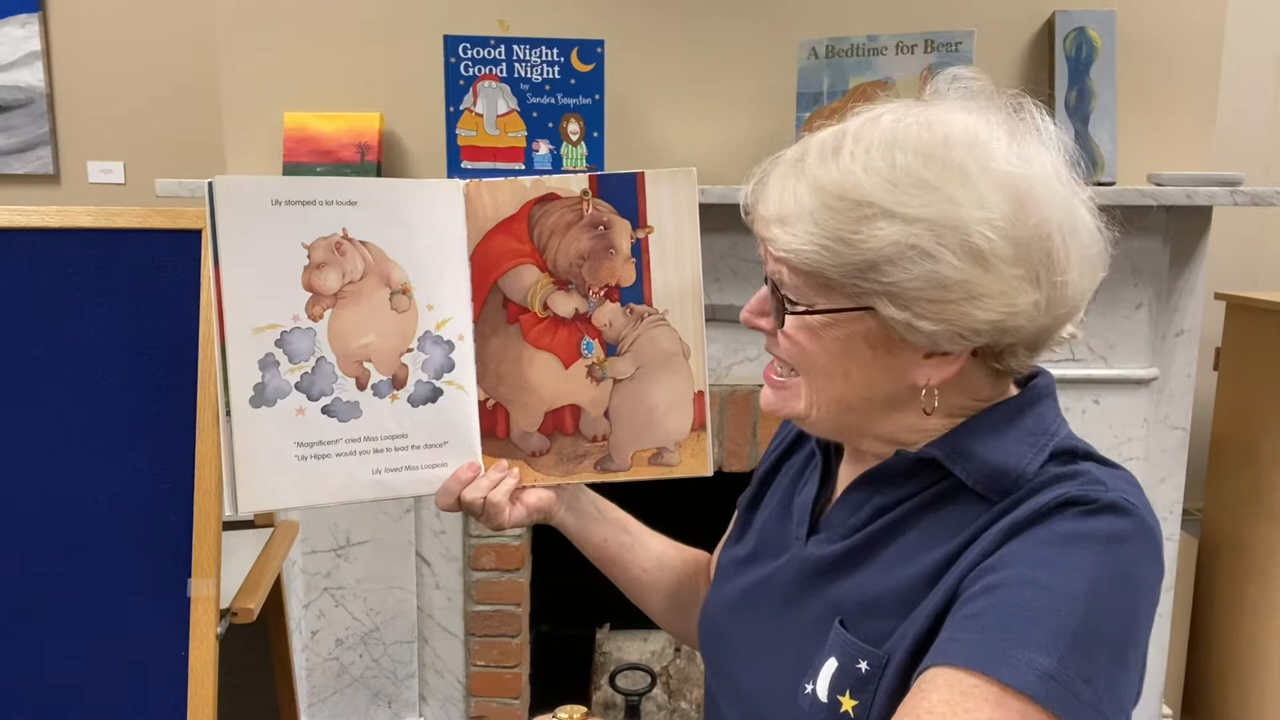 Good Night,
Good Night
by
Sandra Boynton
A Bedtime for Bear
Lily stomped a lot louder.
"Magnificent!" cried Miss Loopiola.
"Lily Hippo, would you like to lead the dance?"
Lily loved Miss Loopiola.